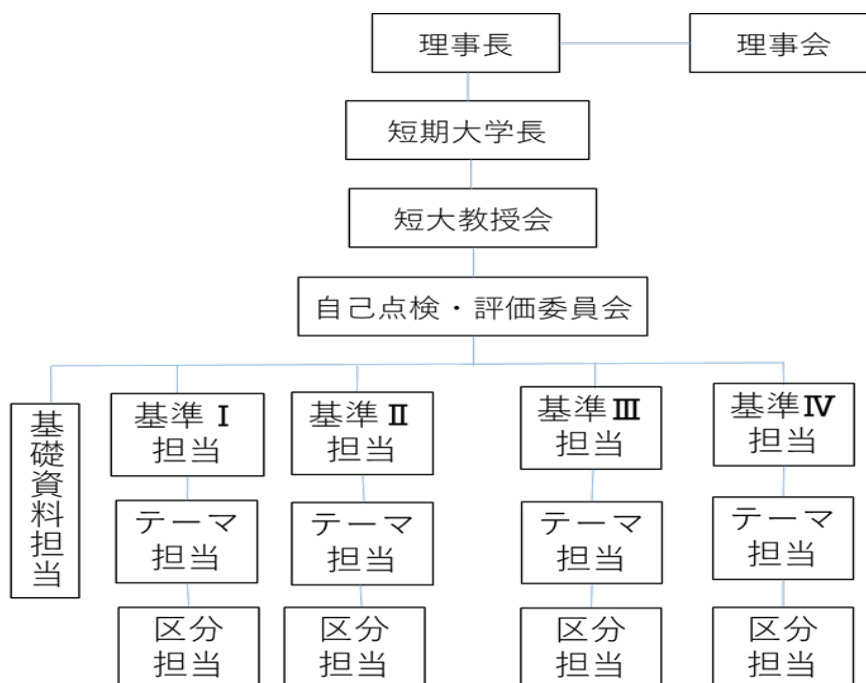 理事長
理事会
短期大学長
短大教授会
自己点検・評価委員会
基礎資料担当
基準Ⅰ
担当
基準Ⅱ
担当
基準Ⅲ
担当
基準Ⅳ
担当
テーマ
担当
テーマ
担当
テーマ
担当
テーマ
担当
区分
担当
区分
担当
区分
担当
区分
担当